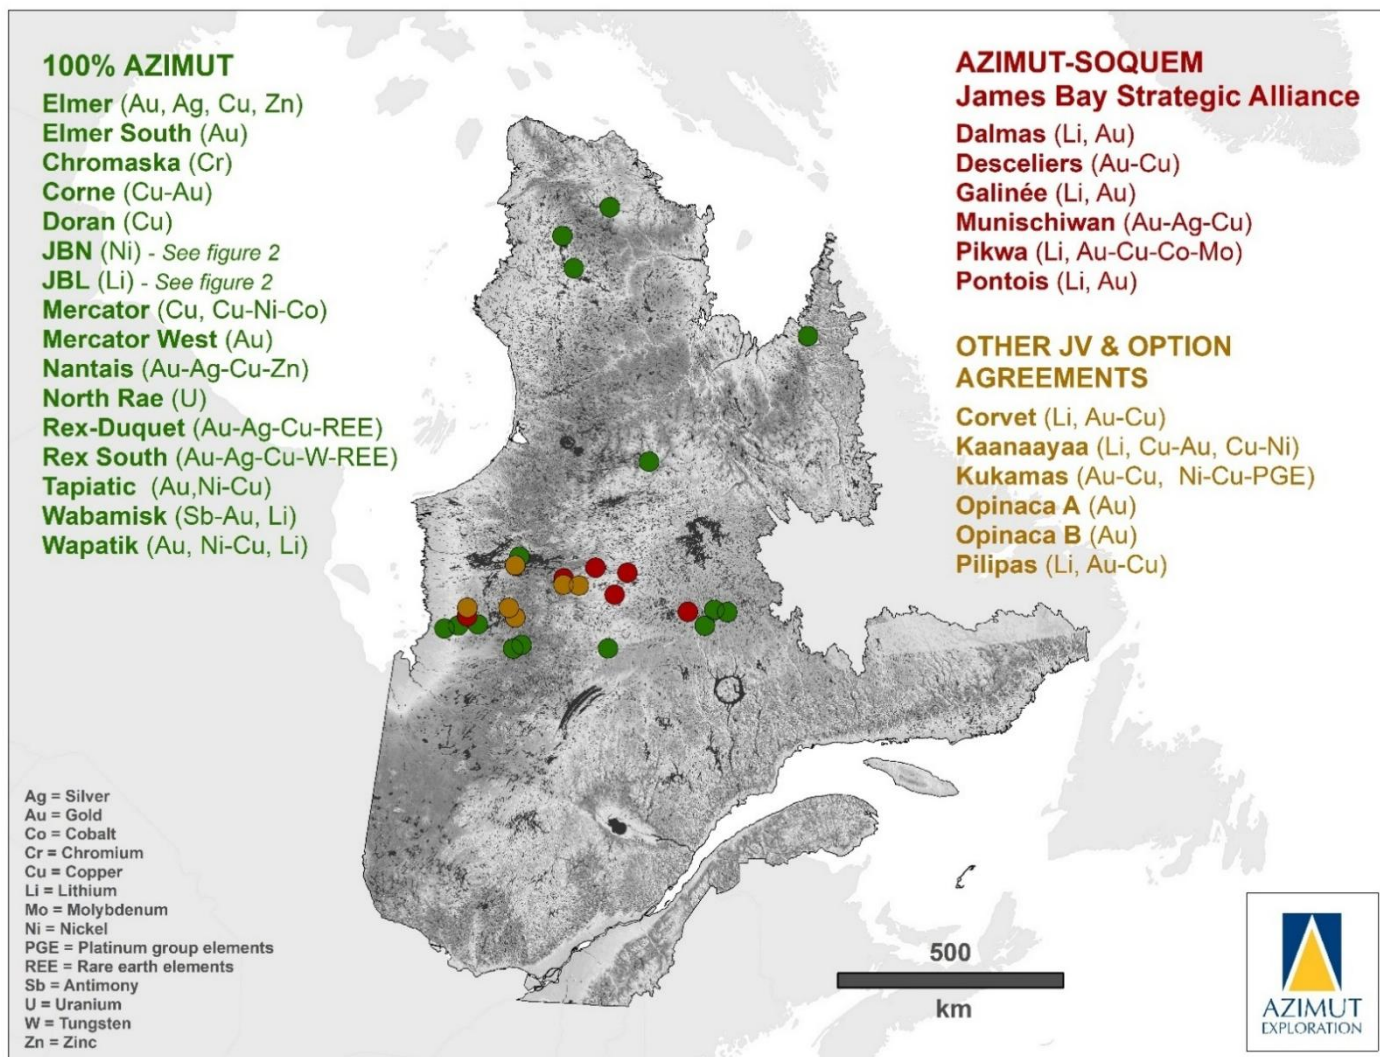 100% AZIMUT
Elmer (Au, Ag, Cu, Zn)
Elmer South (Au)
Chromaska (Cr)
Corne (Cu-Au)
Doran (Cu)
JBN (Ni) - See figure 2
JBL (Li) - See figure 2
Mercator (Cu, Cu-Ni-Co)
Mercator West (Au)
Nantais (Au-Ag-Cu-Zn)
North Rae (U)
Rex-Duquet (Au-Ag-Cu-REE)
Rex South (Au-Ag-Cu-W-REE)
Tapiatic (Au,Ni-Cu)
Wabamisk (Sb-Au, Li)
Wapatik (Au, Ni-Cu, Li)
AZIMUT-SOQUEM
James Bay Strategic Alliance
Dalmas (Li, Au)
Desceliers (Au-Cu)
Galinée (Li, Au)
Munischiwan (Au-Ag-Cu)
Pikwa (Li, Au-Cu-Co-Mo)
Pontois (Li, Au)
OTHER JV & OPTION
AGREEMENTS
Corvet (Li, Au-Cu)
Kaanaayaa (Li, Cu-Au, Cu-Ni)
Kukamas (Au-Cu, Ni-Cu-PGE)
Opinaca A (Au)
Opinaca B (Au)
Pilipas (Li, Au-Cu)
Ag = Silver
Au = Gold
Co = Cobalt
Cr = Chromium
Cu = Copper
Li = Lithium
Mo = Molybdenum
Ni = Nickel
PGE = Platinum group elements
REE = Rare earth elements
Sb = Antimony
U = Uranium
W = Tungsten
Zn = Zinc
500
km
AZIMUT
EXPLORATION